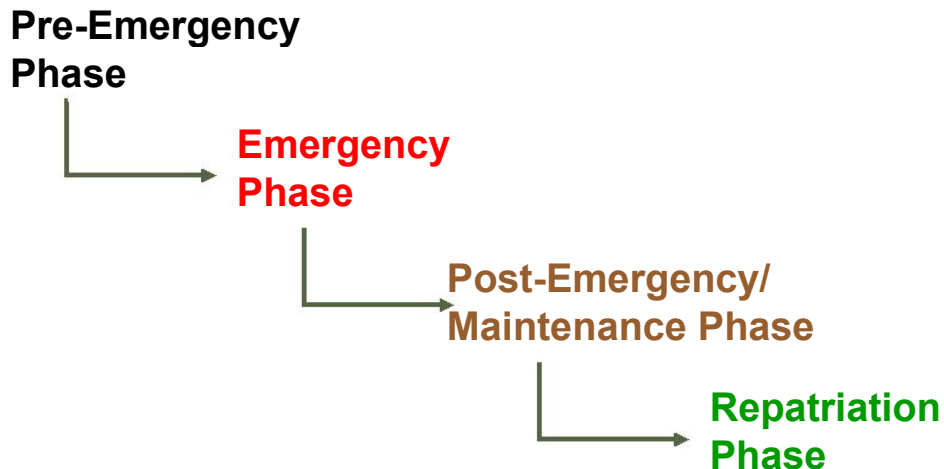 Pre-Emergency
Phase
Emergency
Phase
Post-Emergency/
Maintenance Phase
Repatriation
Phase